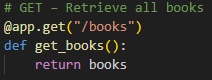 # GET – Retrieve all books
@app.get("/books")
def get_books():
    return books